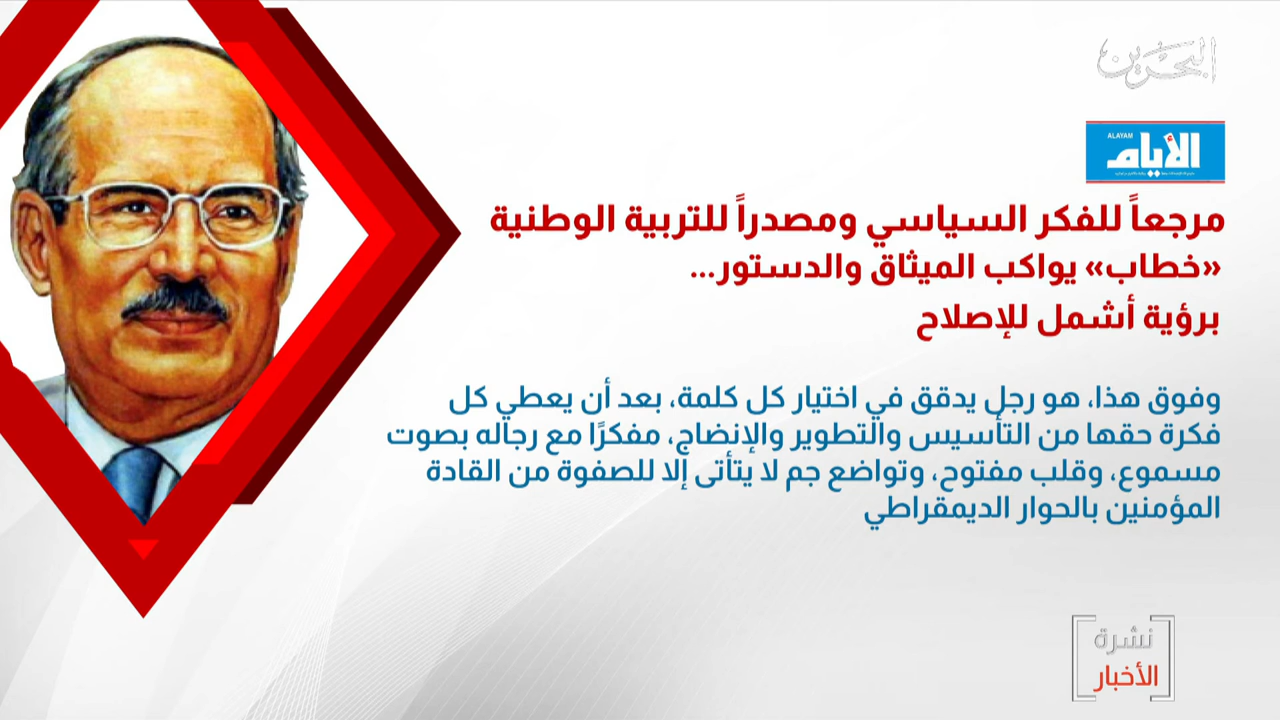 البحرين
ALAYAM
الأيام
مرجعاً للفكر السياسي ومصدراً للتربية الوطنية
«خطاب» يواكب الميثاق والدستور...
برؤية أشمل للإصلاح
وفوق هذا، هو رجل يدقق في اختيار كل كلمة، بعد أن يعطي كل
فكرة حقها من التأسيس والتطوير والإنضاج، مفكرًا مع رجاله بصوت
مسموع، وقلب مفتوح، وتواضع جم لا يتأتى إلا للصفوة من القادة
المؤمنين بالحوار الديمقراطي
نشرة
الأخبار